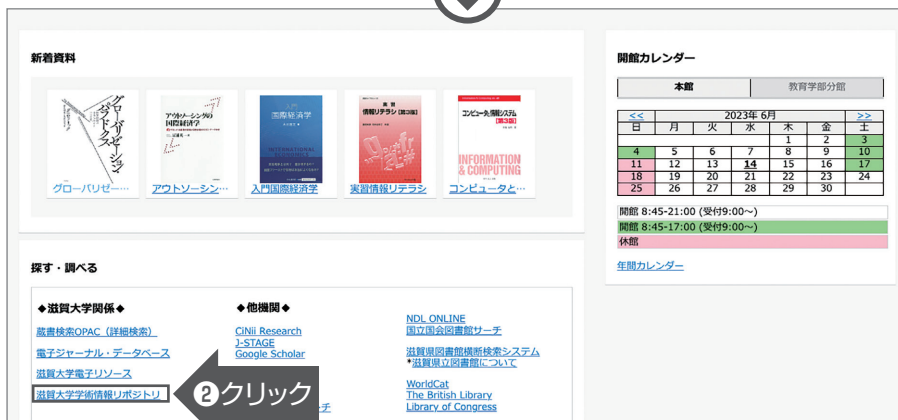 新着資料
グローバリゼーション
パラドクス
アウトソーシングの
国際経済学
入門
国際経済学
INTERNATIONAL
実習
情報リテラシ [第3版]
コンピュータと情報システム
[第3版]
INFORMATION
& COMPUTING
グローバリゼー…
アウトソーシン…
入門国際経済学
実習情報リテラシ
コンピュータと…
開館カレンダー
本館 教育学部分館
<< 2023年 6月 >>
日 月 火 水 木 金 土
1 2 3
4 5 6 7 8 9 10
11 12 13 14 15 16 17
18 19 20 21 22 23 24
25 26 27 28 29 30
開館 8:45-21:00 (受付9:00~)
開館 8:45-17:00 (受付9:00~)
休館
年間カレンダー
探す・調べる
◆滋賀大学関係◆
蔵書検索OPAC（詳細検索）
電子ジャーナル・データベース
滋賀大学電子リソース
滋賀大学学術情報リポジトリ
◆他機関◆
CiNii Research
J-STAGE
Google Scholar
チ
NDL ONLINE
国立国会図書館サーチ
滋賀県図書館横断検索システム
*滋賀県立図書館について
WorldCat
The British Library
Library of Congress
❷クリック